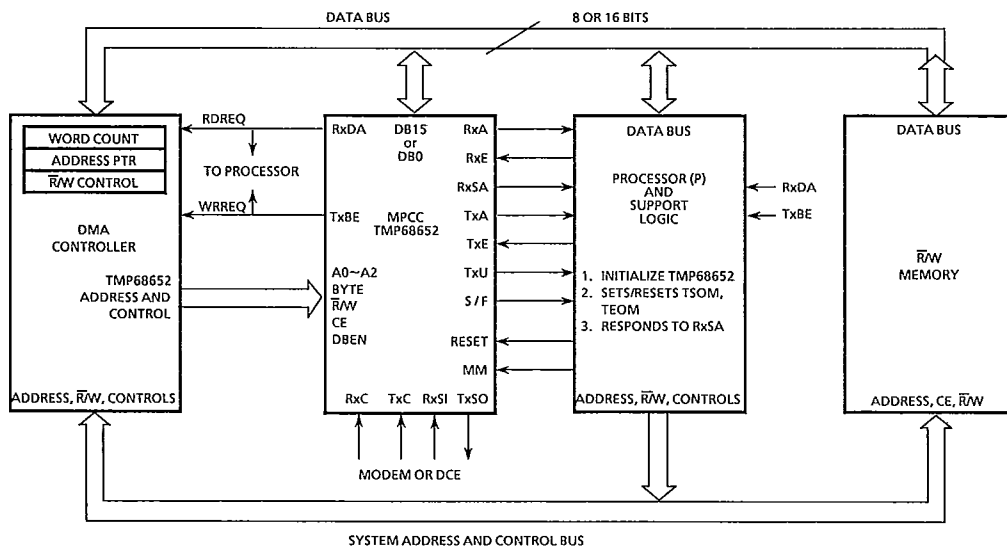 DATA BUS
8 OR 16 BITS
WORD COUNT
ADDRESS PTR
R̅/W CONTROL
DMA
CONTROLLER
TMP68652
ADDRESS AND
CONTROL
ADDRESS, R̅/W, CONTROLS
RDREQ
TO PROCESSOR
WRREQ
RxDA
DB15
or
DB0
TxBE
MPCC
TMP68652
A0~A2
BYTE
R̅/W
CE
DBEN
RxA
RxE
RxSA
TxA
TxE
TxU
S / F
RESET
MM
RxC TxC RxSI TxSO
MODEM OR DCE
DATA BUS
PROCESSOR (P)
AND
SUPPORT
LOGIC
1. INITIALIZE TMP68652
2. SETS/RESETS TSOM,
TEOM
3. RESPONDS TO RxSA
ADDRESS, R̅/W, CONTROLS
RxDA
TxBE
DATA BUS
R̅/W
MEMORY
ADDRESS, CE, R̅/W
SYSTEM ADDRESS AND CONTROL BUS